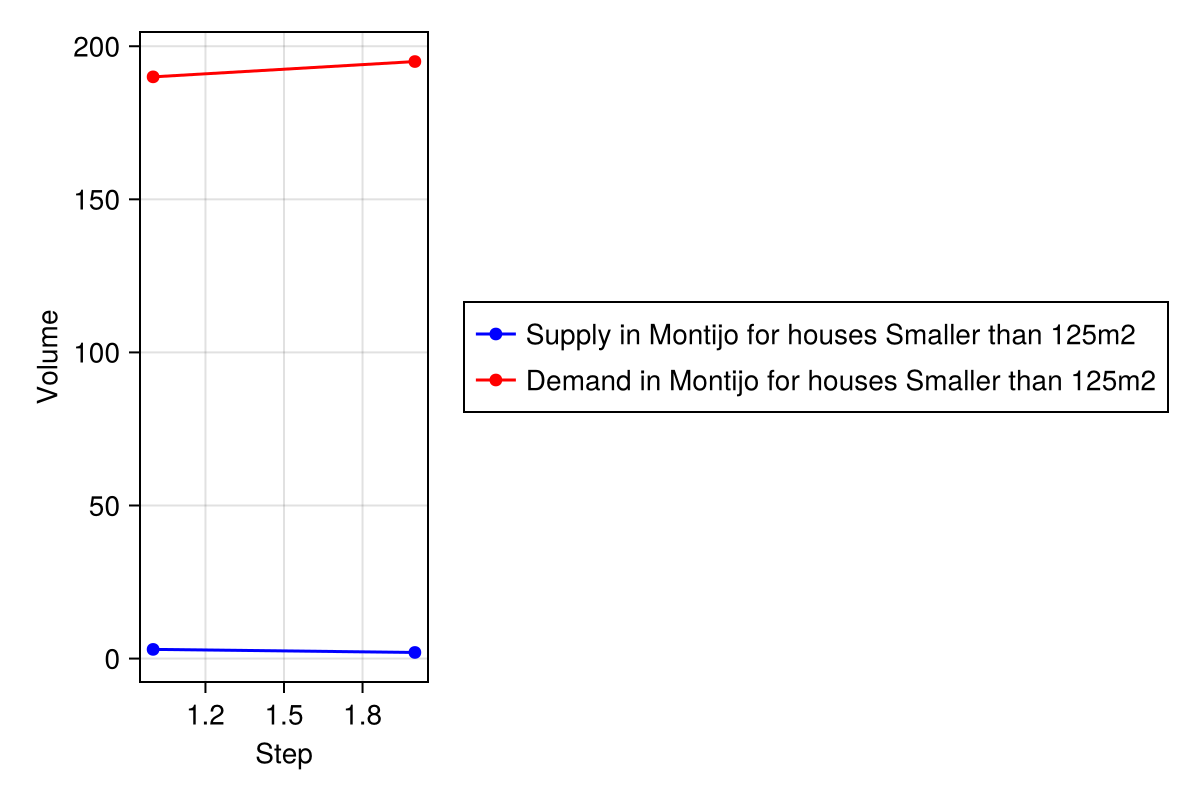 200
150
100
50
0
Volume
1.2 1.5 1.8
Step
Supply in Montijo for houses Smaller than 125m2
Demand in Montijo for houses Smaller than 125m2